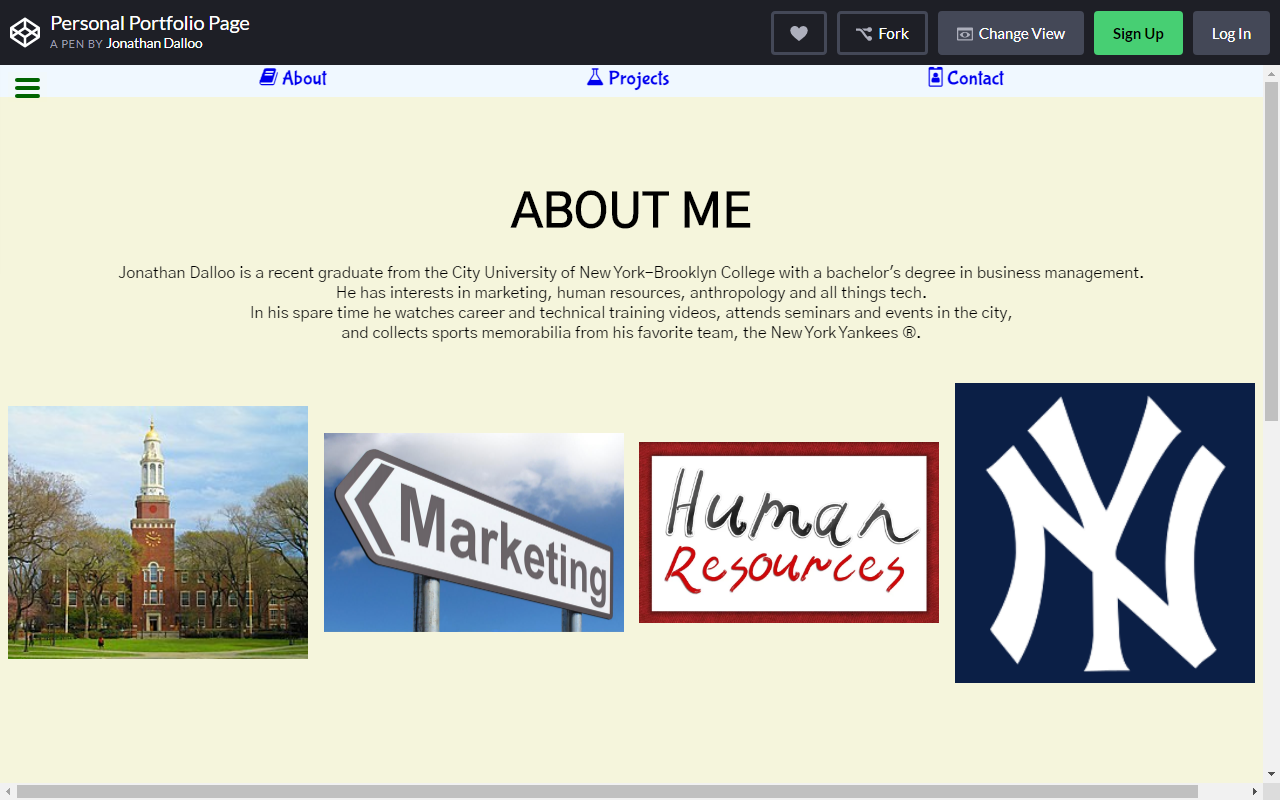 Personal Portfolio Page
A PEN BY Jonathan Dalloo
Fork
Change View
Sign Up
Log In
About
Projects
Contact
ABOUT ME
Jonathan Dalloo is a recent graduate from the City University of New York-Brooklyn College with a bachelor's degree in business management.
He has interests in marketing, human resources, anthropology and all things tech.
In his spare time he watches career and technical training videos, attends seminars and events in the city,
and collects sports memorabilia from his favorite team, the New York Yankees ®.
Marketing
Human
Resources
NY